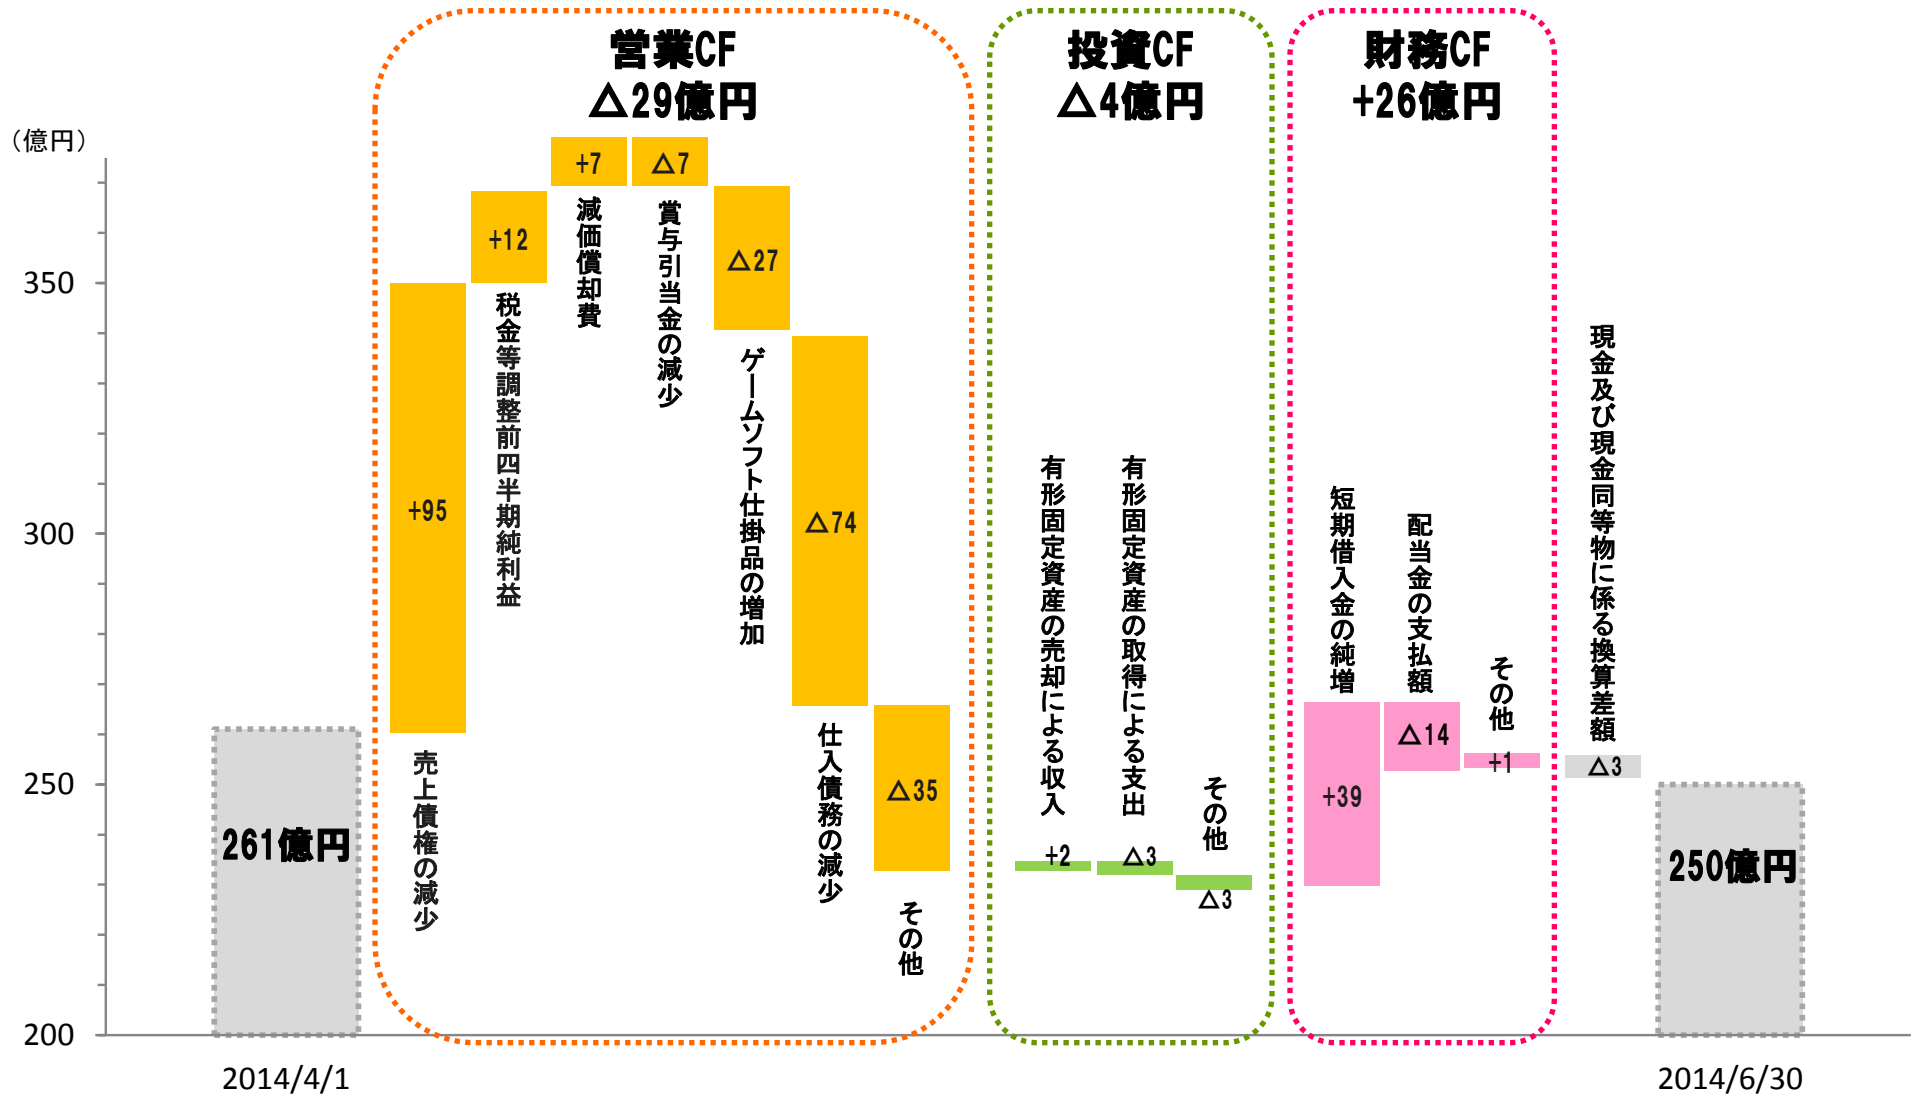 営業CF
△29億円
投資CF
△4億円
財務CF
+26億円
（億円）
350
300
250
200
261億円
2014/4/1
+95
売上債権の減少
+12
税金等調整前四半期純利益
+7
減価償却費
△7
賞与引当金の減少
△27
ゲームソフト仕掛品の増加
△74
仕入債務の減少
△35
その他
有形固定資産の売却による収入
+2
有形固定資産の取得による支出
△3
その他
△3
短期借入金の純増
+39
配当金の支払額
△14
その他
+1
現金及び現金同等物に係る換算差額
△3
250億円
2014/6/30